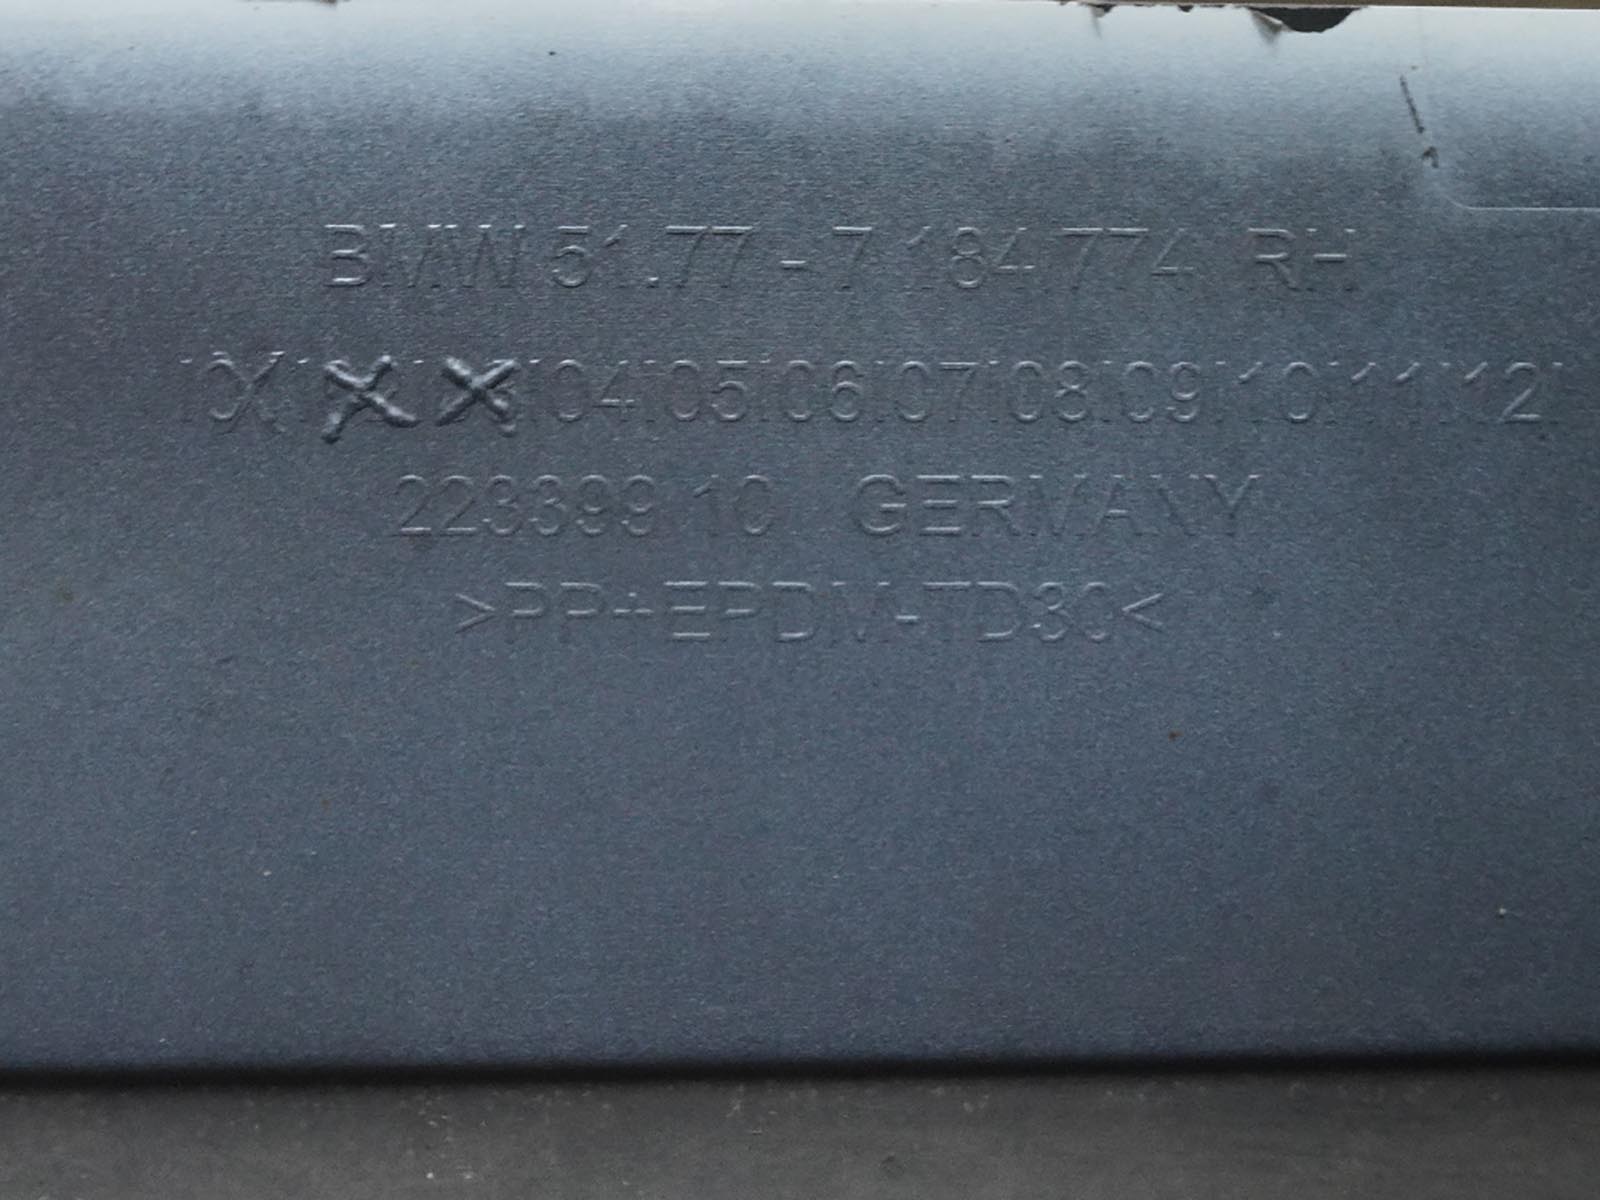 BMW 51.77 - 7 184 774 RH
X X X 04 05 06 07 08 09 10 11 12
223399 10 GERMANY
>PP+EPDM-TD30<